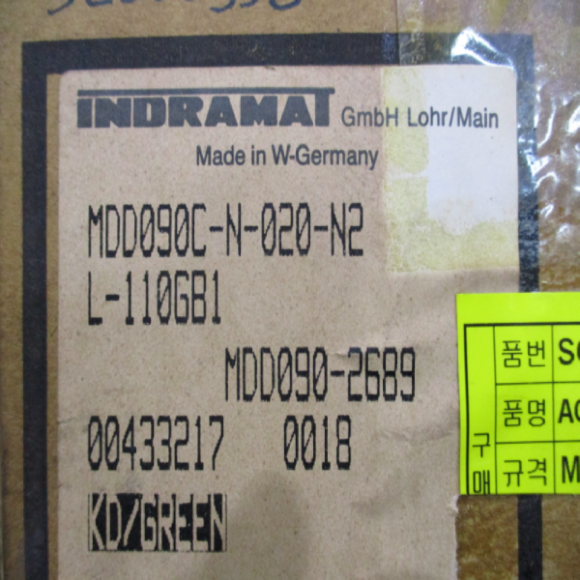 INDRAMAT GmbH Lohr/Main
Made in W-Germany
MDD090C-N-020-N2
L-110GB1
MDD090-2689
00433217 0018
KD/GREEN
구매
품번
품명
규격 M